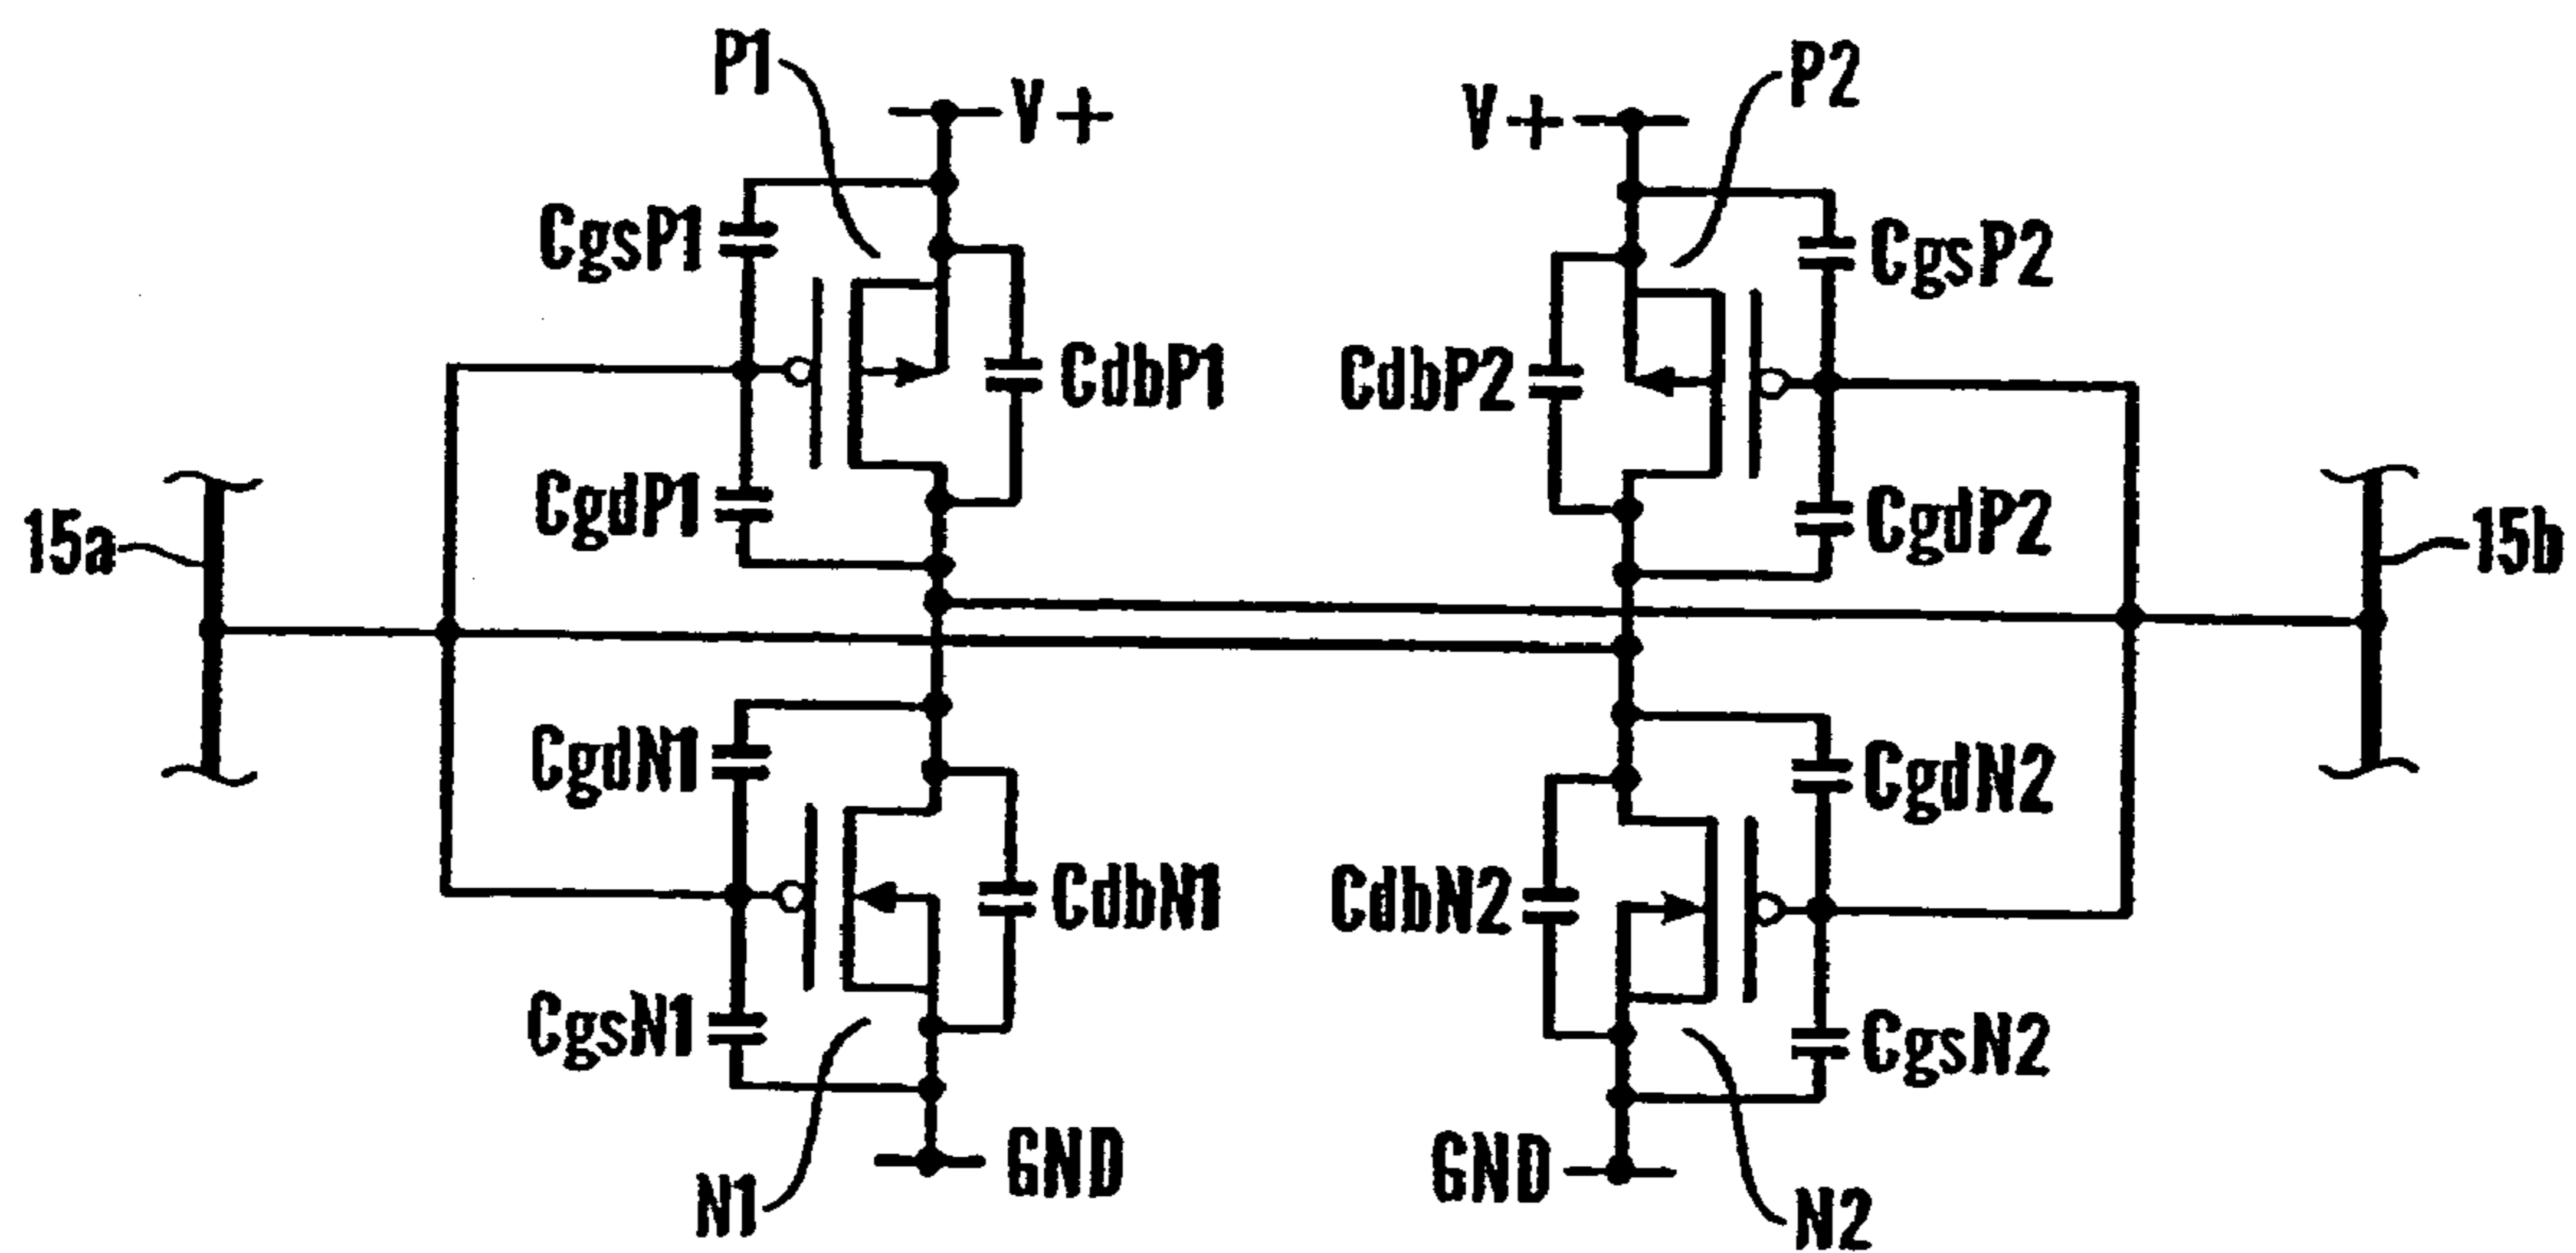 P1
V+
V+
P2
CgsP1
CgsP2
CdbP1
CdbP2
CgdP1
CgdP2
15a
15b
CgdN1
CgdN2
CdbN1
CdbN2
CgsN1
CgsN2
GND
GND
N1
N2